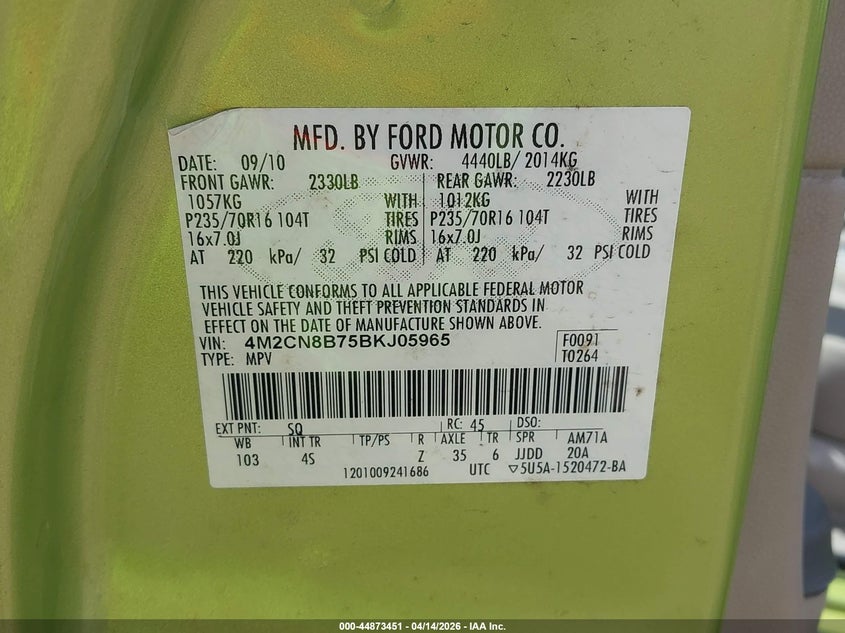 MFD. BY FORD MOTOR CO.
DATE: 09/10 GVWR: 4440LB/ 2014KG
FRONT GAWR: 2330LB REAR GAWR: 2230LB
1057KG WITH 1012KG WITH
P235/70R16 104T TIRES P235/70R16 104T TIRES
16x7.0J RIMS 16x7.0J RIMS
AT 220 kPa/ 32 PSI COLD AT 220 kPa/ 32 PSI COLD
THIS VEHICLE CONFORMS TO ALL APPLICABLE FEDERAL MOTOR
VEHICLE SAFETY AND THEFT PREVENTION STANDARDS IN
EFFECT ON THE DATE OF MANUFACTURE SHOWN ABOVE.
VIN: 4M2CN8B75BKJ05965 F0091
TYPE: MPV T0264
EXT PNT: SQ RC: 45 DSO:
WB INT TR TP/PS R AXLE TR SPR AM71A
103 4S Z 35 6 JJDD 20A
1201009241686 UTC ▽5U5A-1520472-BA
000-44873451 - 04/14/2026 - IAA Inc.